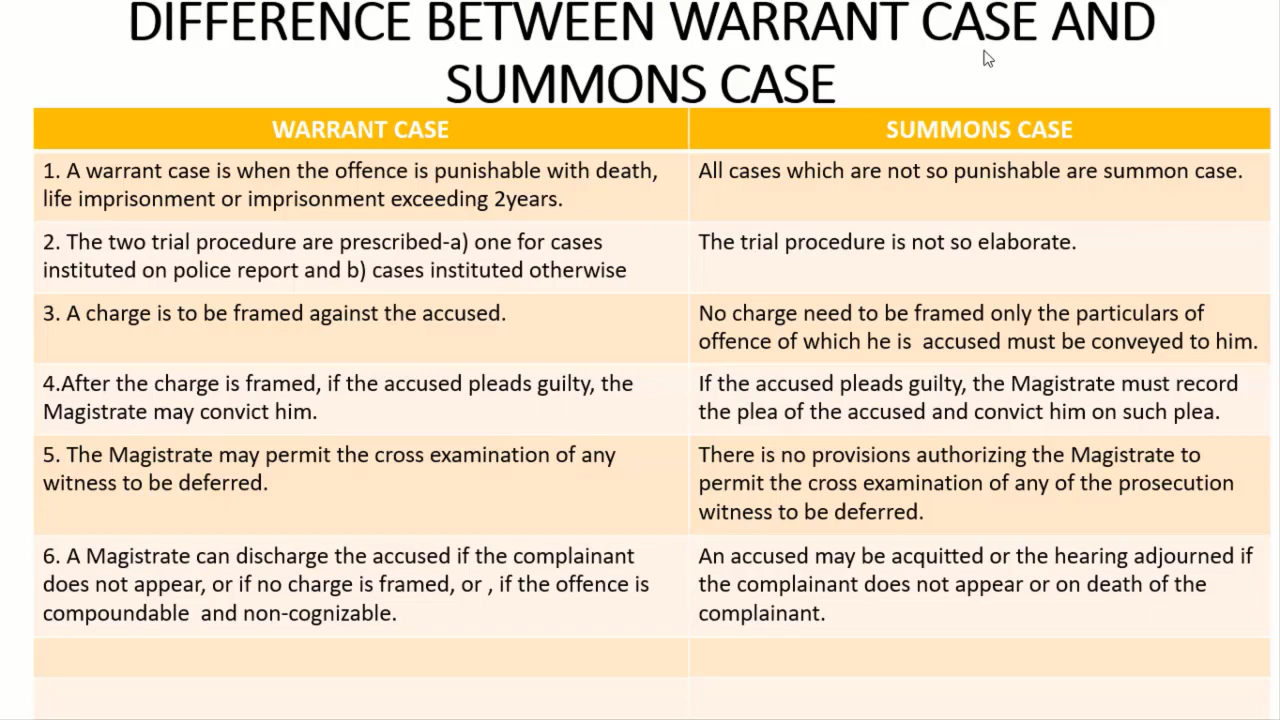 DIFFERENCE BETWEEN WARRANT CASE AND
SUMMONS CASE
WARRANT CASE
SUMMONS CASE
1. A warrant case is when the offence is punishable with death,
life imprisonment or imprisonment exceeding 2years.
All cases which are not so punishable are summon case.
2. The two trial procedure are prescribed-a) one for cases
instituted on police report and b) cases instituted otherwise
The trial procedure is not so elaborate.
3. A charge is to be framed against the accused.
No charge need to be framed only the particulars of
offence of which he is accused must be conveyed to him.
4.After the charge is framed, if the accused pleads guilty, the
Magistrate may convict him.
If the accused pleads guilty, the Magistrate must record
the plea of the accused and convict him on such plea.
5. The Magistrate may permit the cross examination of any
witness to be deferred.
There is no provisions authorizing the Magistrate to
permit the cross examination of any of the prosecution
witness to be deferred.
6. A Magistrate can discharge the accused if the complainant
does not appear, or if no charge is framed, or , if the offence is
compoundable and non-cognizable.
An accused may be acquitted or the hearing adjourned if
the complainant does not appear or on death of the
complainant.